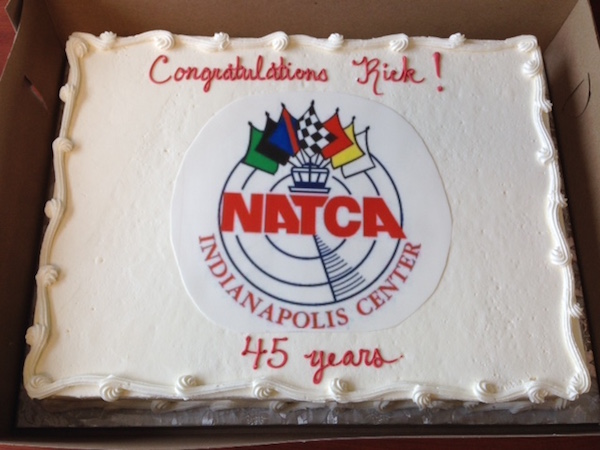 Congratulations Rick!
NATCA
INDIANAPOLIS CENTER
45 years